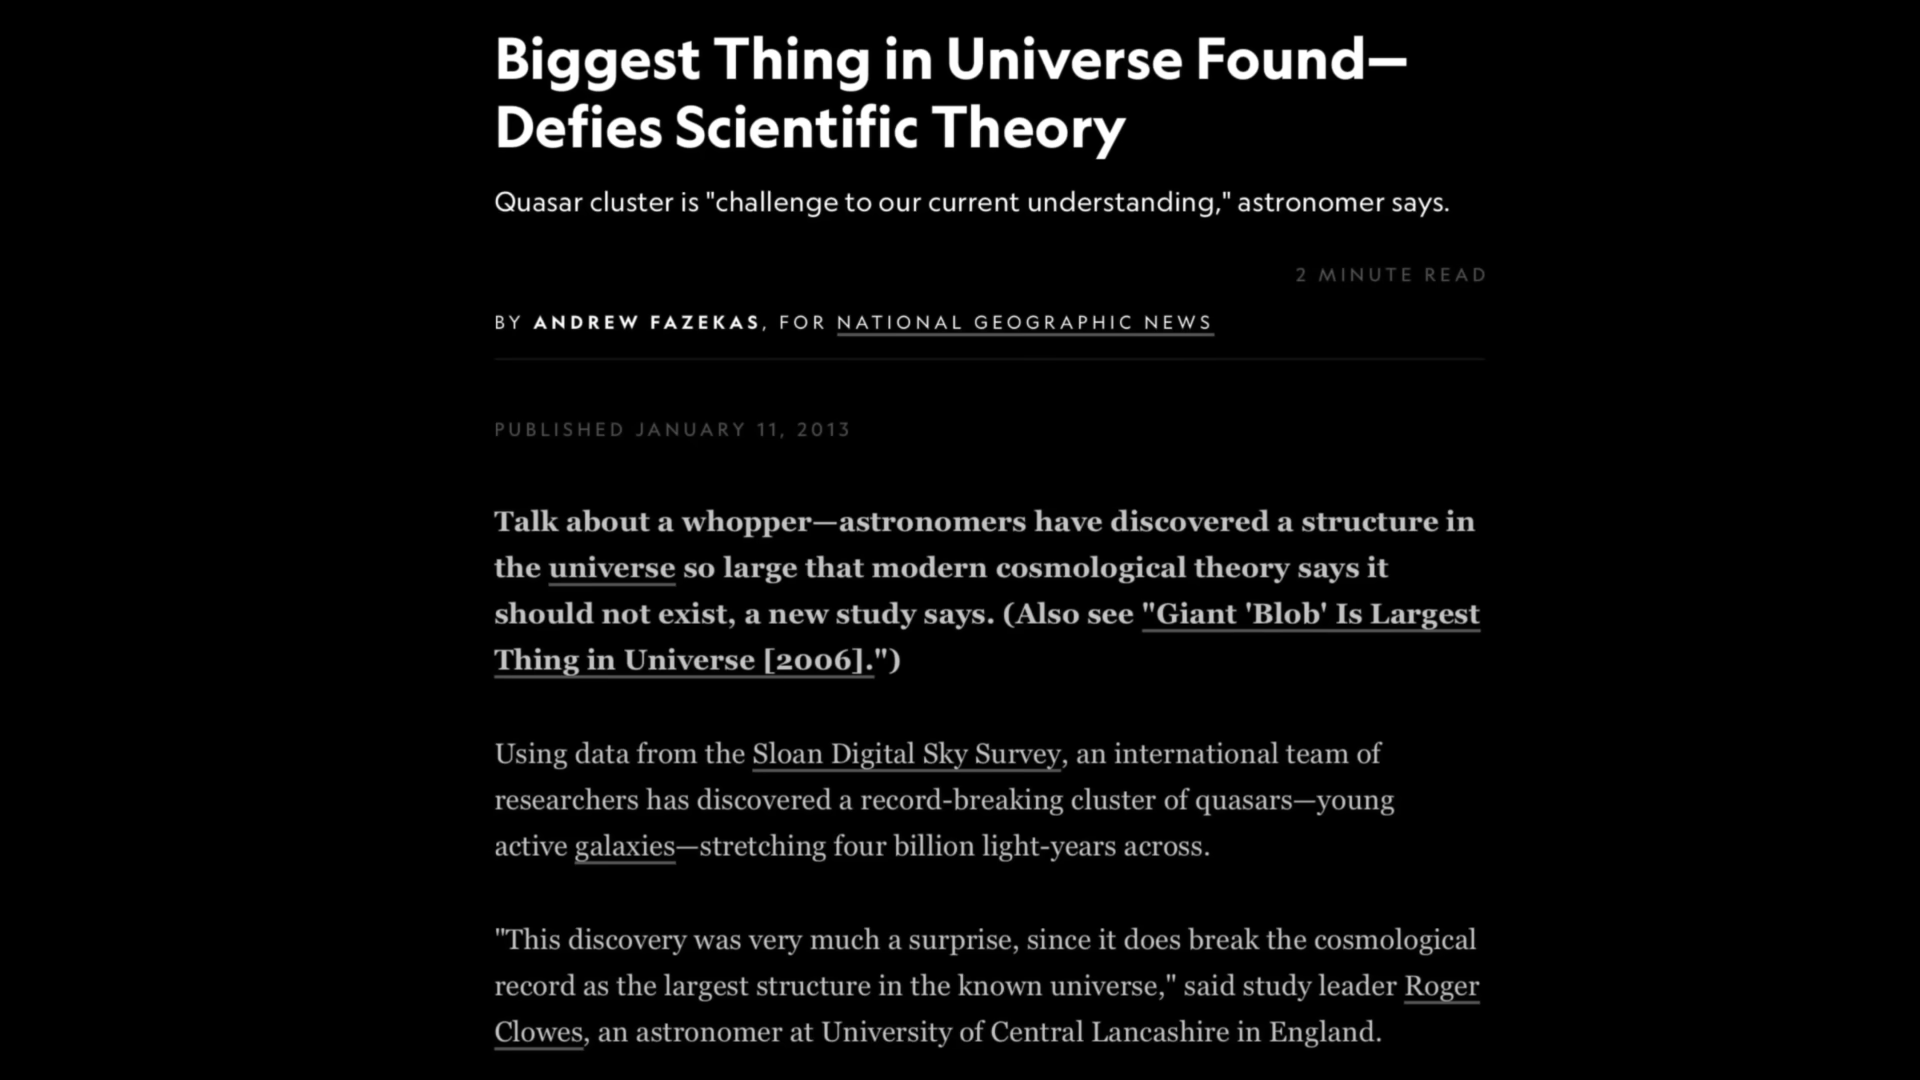 Biggest Thing in Universe Found—
Defies Scientific Theory
Quasar cluster is "challenge to our current understanding," astronomer says.
2 MINUTE READ
BY ANDREW FAZEKAS, FOR NATIONAL GEOGRAPHIC NEWS
PUBLISHED JANUARY 11, 2013
Talk about a whopper—astronomers have discovered a structure in
the universe so large that modern cosmological theory says it
should not exist, a new study says. (Also see "Giant 'Blob' Is Largest
Thing in Universe [2006].")
Using data from the Sloan Digital Sky Survey, an international team of
researchers has discovered a record-breaking cluster of quasars—young
active galaxies—stretching four billion light-years across.
"This discovery was very much a surprise, since it does break the cosmological
record as the largest structure in the known universe," said study leader Roger
Clowes, an astronomer at University of Central Lancashire in England.